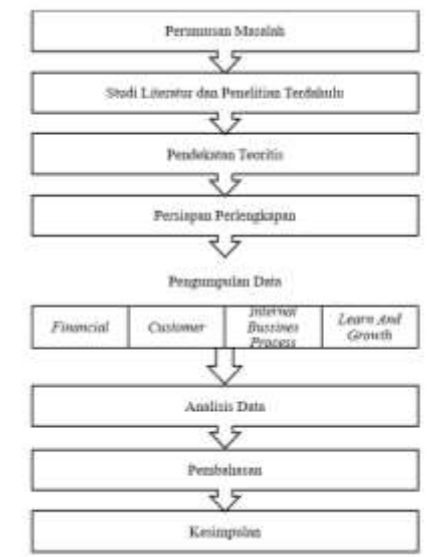 Perumusan Masalah
Studi Literatur dan Penelitian Terdahulu
Pendekatan Teoritis
Persiapan Perlengkapan
Pengumpulan Data
Financial
Customer
Internal
Bussines
Process
Learn And
Growth
Analisis Data
Pembahasan
Kesimpulan